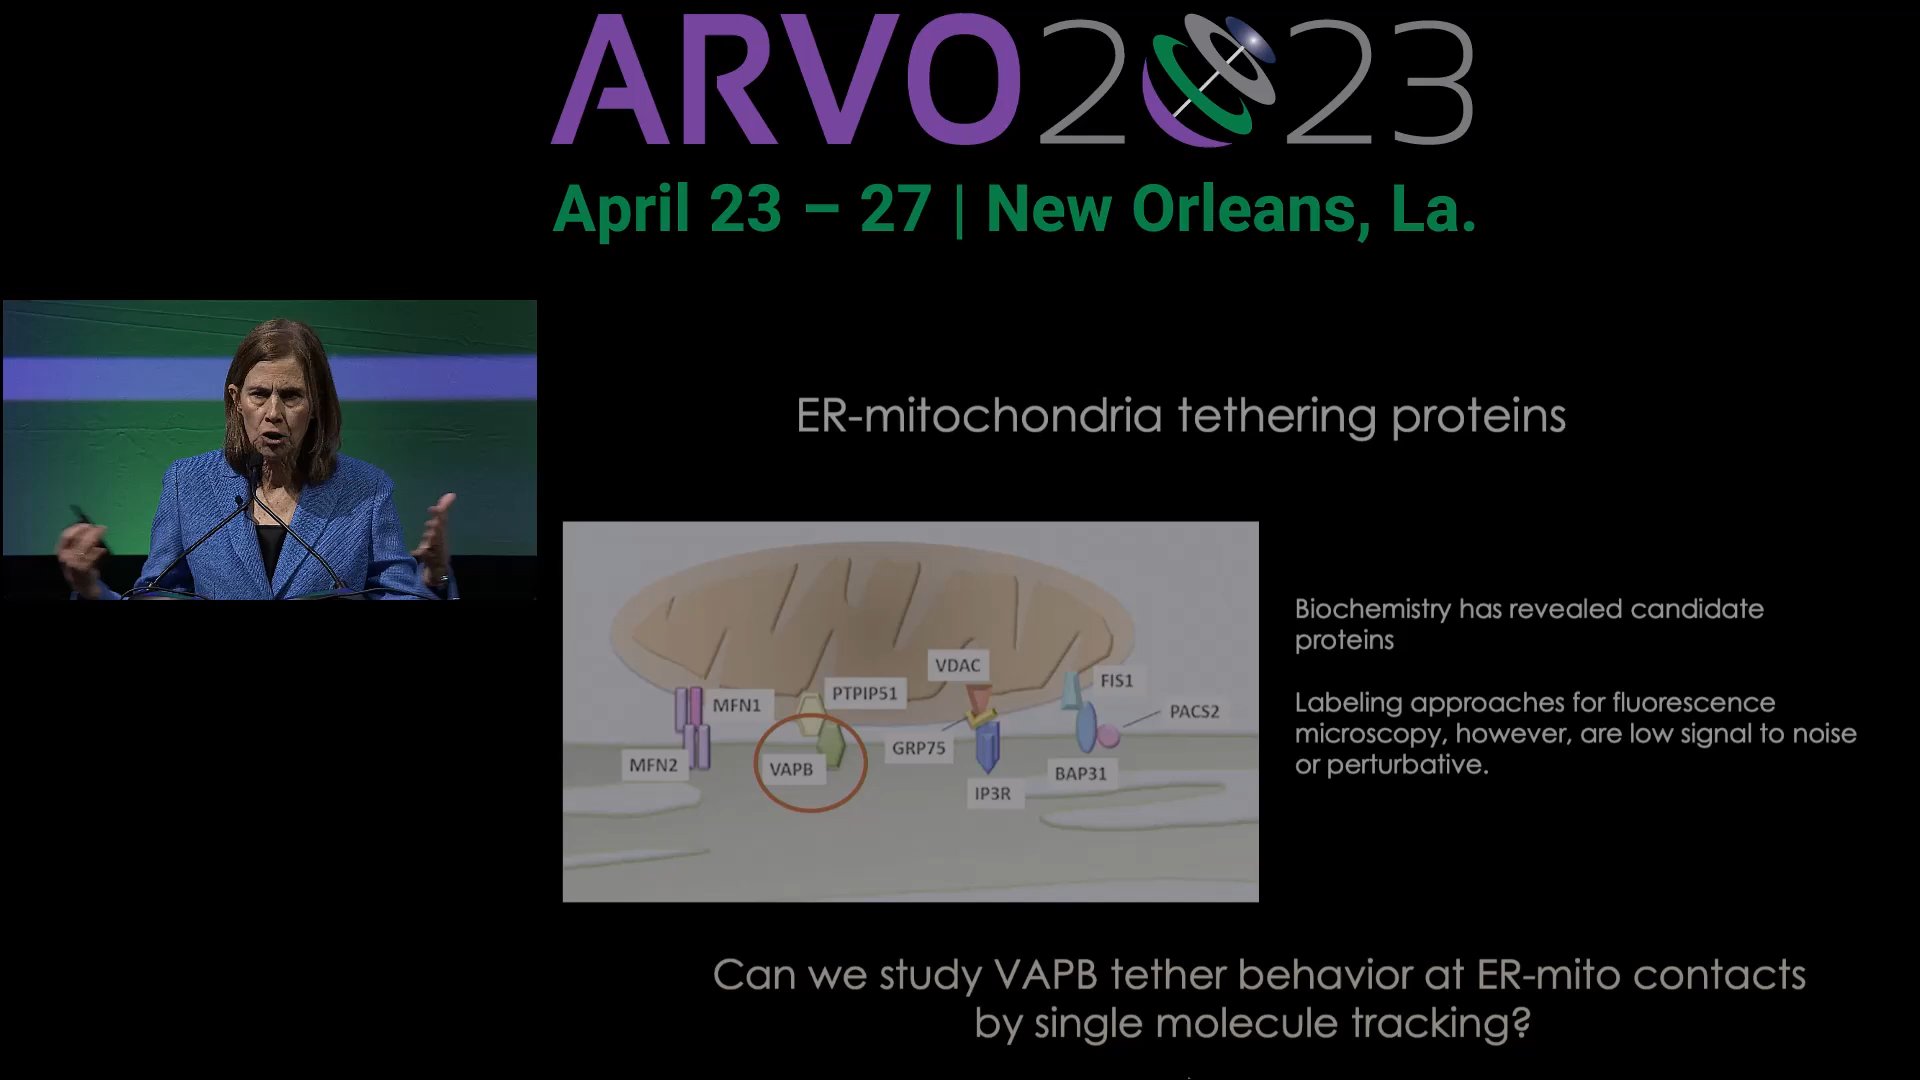 ARVO2023
April 23 – 27 | New Orleans, La.
ER-mitochondria tethering proteins
VDAC
FIS1
PTPIP51
MFN1
PACS2
GRP75
MFN2
VAPB
BAP31
IP3R
Biochemistry has revealed candidate
proteins
Labeling approaches for fluorescence
microscopy, however, are low signal to noise
or perturbative.
Can we study VAPB tether behavior at ER-mito contacts
by single molecule tracking?